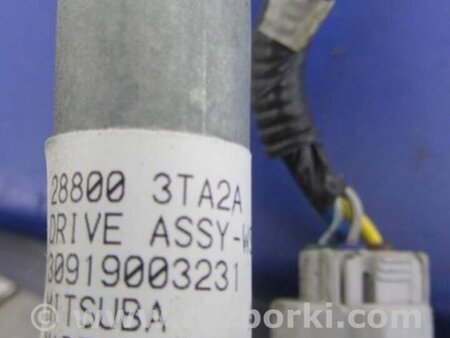 28800 3TA2A
DRIVE ASSY-W
30919003231
MITSUBA